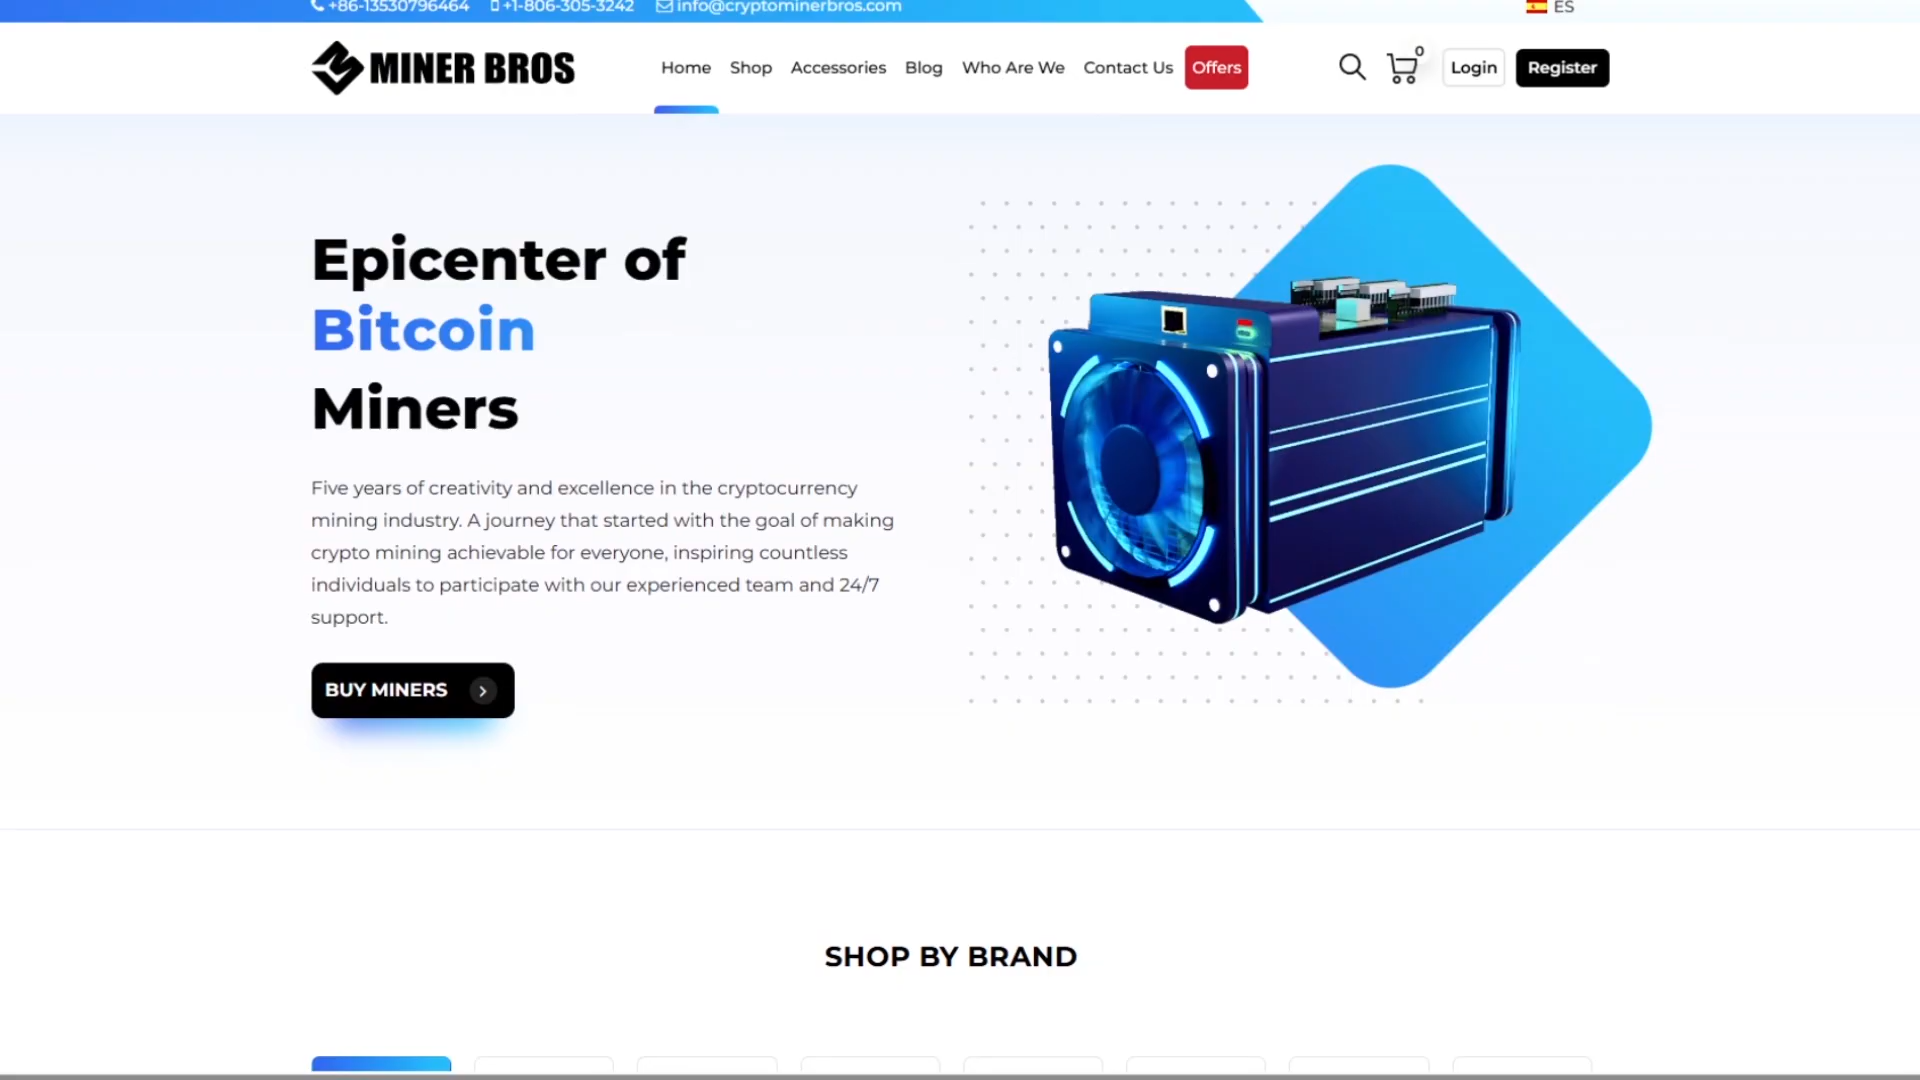 +86-13530796464 +1-806-305-3242 info@cryptominerbros.com ES
MINER BROS Home Shop Accessories Blog Who Are We Contact Us Offers 0 Login Register
Epicenter of
Bitcoin
Miners
Five years of creativity and excellence in the cryptocurrency
mining industry. A journey that started with the goal of making
crypto mining achievable for everyone, inspiring countless
individuals to participate with our experienced team and 24/7
support.
BUY MINERS
SHOP BY BRAND